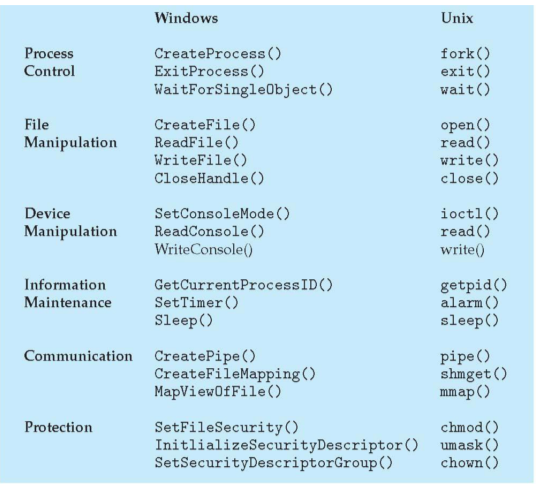 Windows Unix
Process CreateProcess() fork()
Control ExitProcess() exit()
WaitForSingleObject() wait()
File CreateFile() open()
Manipulation ReadFile() read()
WriteFile() write()
CloseHandle() close()
Device SetConsoleMode() ioctl()
Manipulation ReadConsole() read()
WriteConsole() write()
Information GetCurrentProcessID() getpid()
Maintenance SetTimer() alarm()
Sleep() sleep()
Communication CreatePipe() pipe()
CreateFileMapping() shmget()
MapViewOfFile() mmap()
Protection SetFileSecurity() chmod()
InitlializeSecurityDescriptor() umask()
SetSecurityDescriptorGroup() chown()